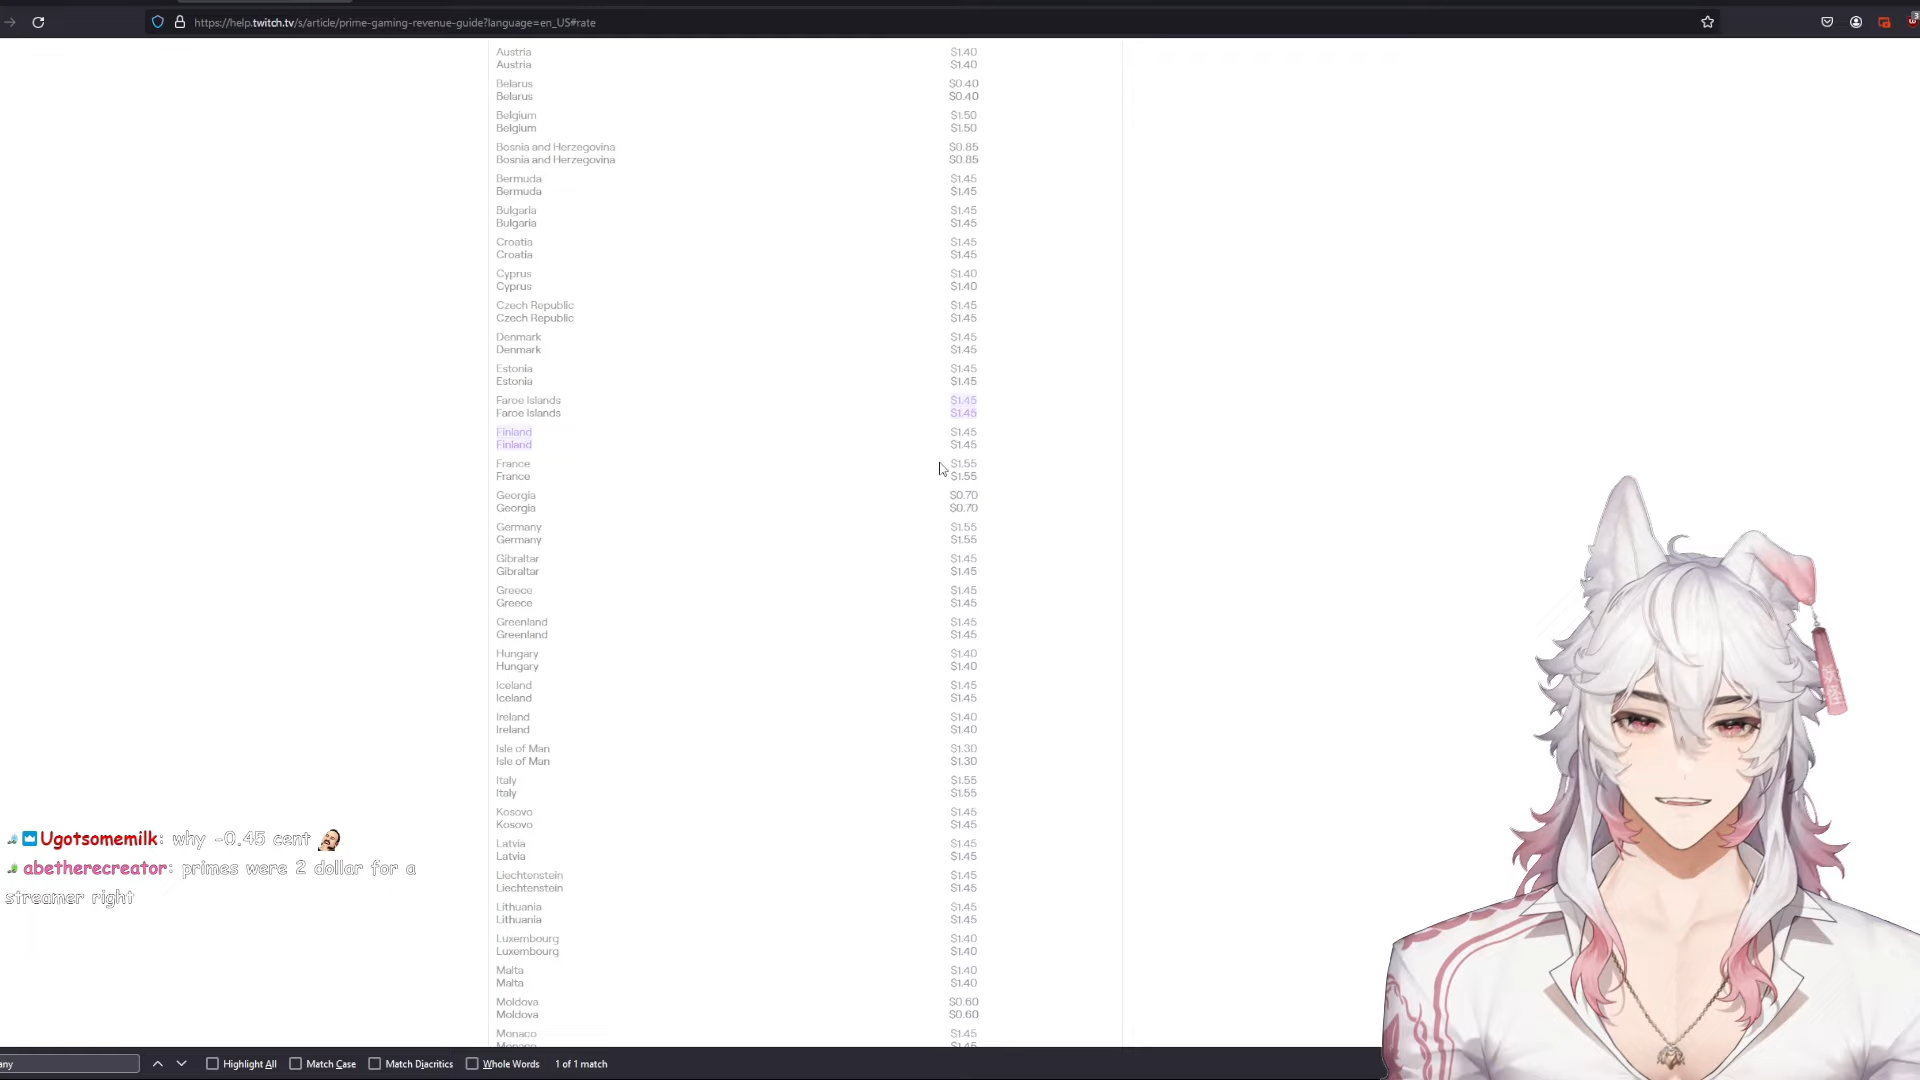 https://help.twitch.tv/s/article/prime-gaming-revenue-guide?language=en_US#rate
Austria $1.40
Austria $1.40
Belarus $0.40
Belarus $0.40
Belgium $1.50
Belgium $1.50
Bosnia and Herzegovina $0.85
Bosnia and Herzegovina $0.85
Bermuda $1.45
Bermuda $1.45
Bulgaria $1.45
Bulgaria $1.45
Croatia $1.45
Croatia $1.45
Cyprus $1.40
Cyprus $1.40
Czech Republic $1.45
Czech Republic $1.45
Denmark $1.45
Denmark $1.45
Estonia $1.45
Estonia $1.45
Faroe Islands $1.45
Faroe Islands $1.45
Finland $1.45
Finland $1.45
France $1.55
France $1.55
Georgia $0.70
Georgia $0.70
Germany $1.55
Germany $1.55
Gibraltar $1.45
Gibraltar $1.45
Greece $1.45
Greece $1.45
Greenland $1.45
Greenland $1.45
Hungary $1.40
Hungary $1.40
Iceland $1.45
Iceland $1.45
Ireland $1.40
Ireland $1.40
Isle of Man $1.30
Isle of Man $1.30
Italy $1.55
Italy $1.55
Kosovo $1.45
Kosovo $1.45
Latvia $1.45
Latvia $1.45
Liechtenstein $1.45
Liechtenstein $1.45
Lithuania $1.45
Lithuania $1.45
Luxembourg $1.40
Luxembourg $1.40
Malta $1.40
Malta $1.40
Moldova $0.60
Moldova $0.60
Monaco $1.45
Monaco $1.45
Ugotsomemilk: why -0.45 cent
abetherecreator: primes were 2 dollar for a
streamer right
妖怪
any Highlight All Match Case Match Diacritics Whole Words 1 of 1 match